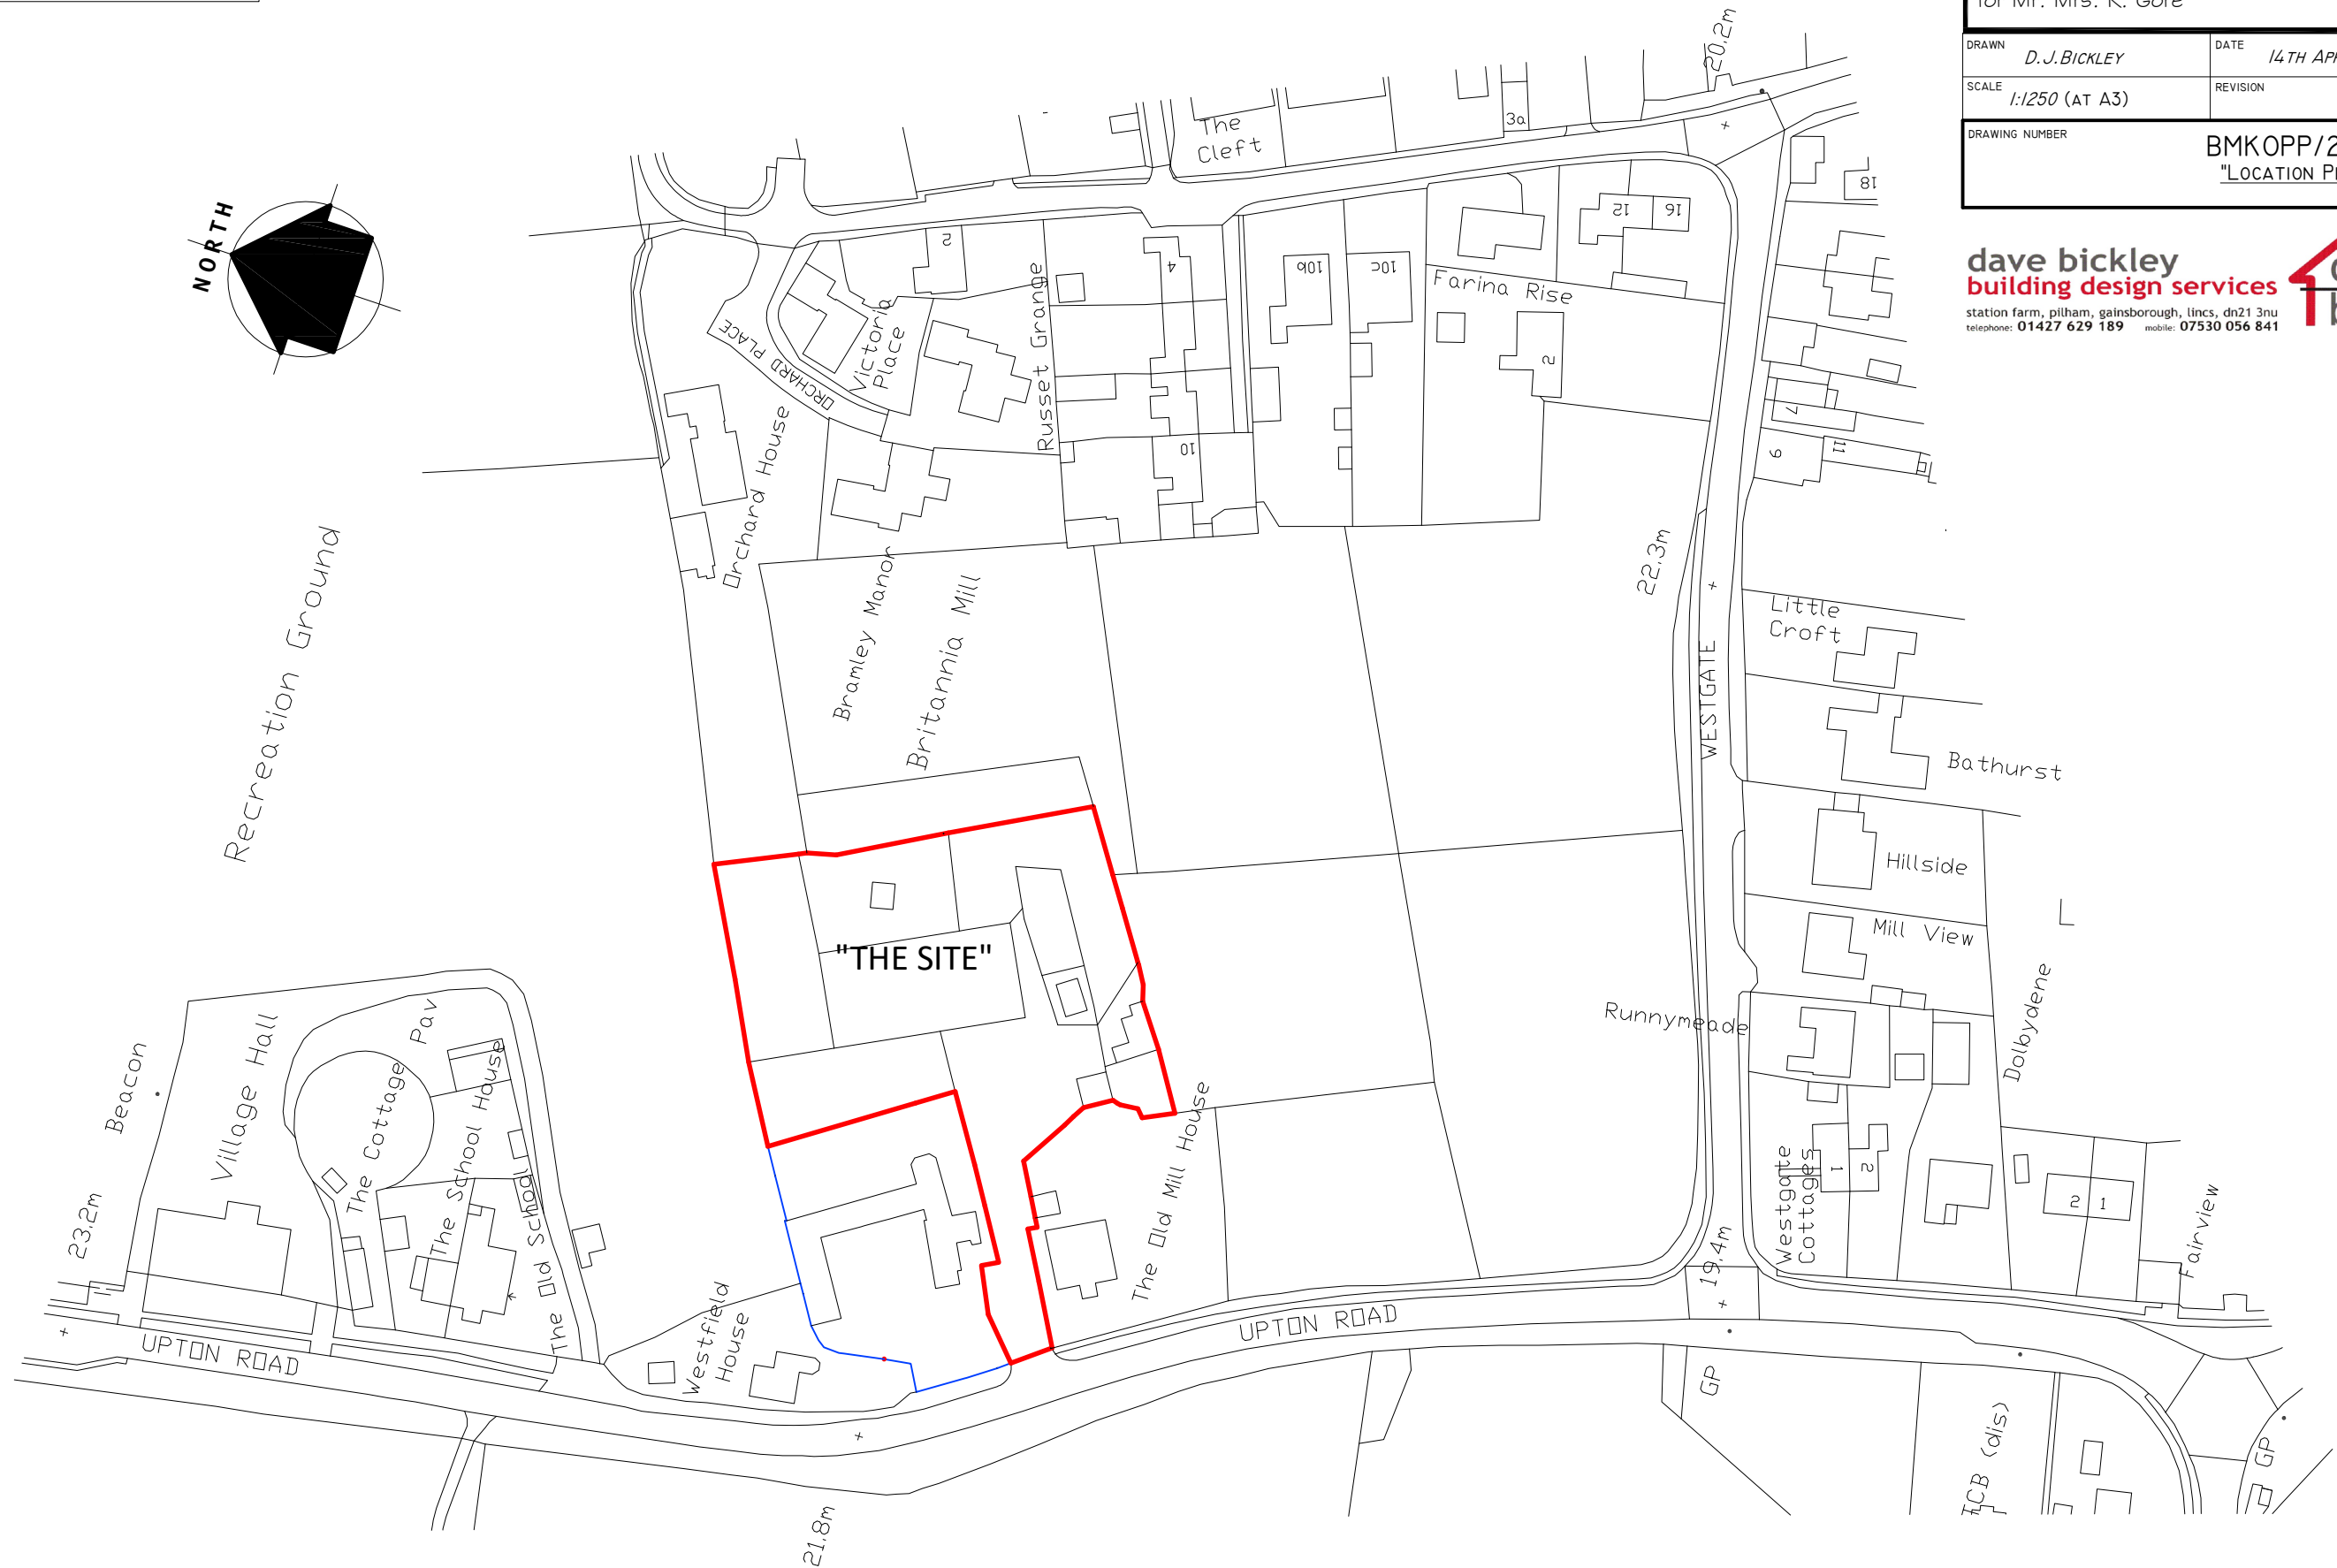 for Mr. Mrs. K. Gore
DRAWN
D.J.BICKLEY
DATE
14TH
SCALE
1:1250 (AT A3)
REVISION
DRAWING NUMBER
BMKOPP/2
"LOCATION
dave bickley
building design services
station farm, pilham, gainsborough, lincs, dn21 3nu
telephone: 01427 629 189 mobile: 07530 056 841
NORTH
20.2m
The
Cleft
3a
18
2
4
10b
10c
12
16
Farina Rise
2
Victoria
Place
ORCHARD PLACE
Russet Grange
Orchard House
10
7
9
11
Recreation Ground
Bramley Manor
Britannia Mill
22.3m
WESTGATE
Little
Croft
Bathurst
Hillside
Mill View
L
"THE SITE"
Runnymeade
Dolbydene
Beacon
Village Hall
Pav
The Cottage
The School House
The Old School
23.2m
The Old Mill House
Westgate
Cottages
1
2
2
1
Fairview
19.4m
Westfield
House
UPTON ROAD
UPTON ROAD
GP
TCB (dis)
GP
21.8m